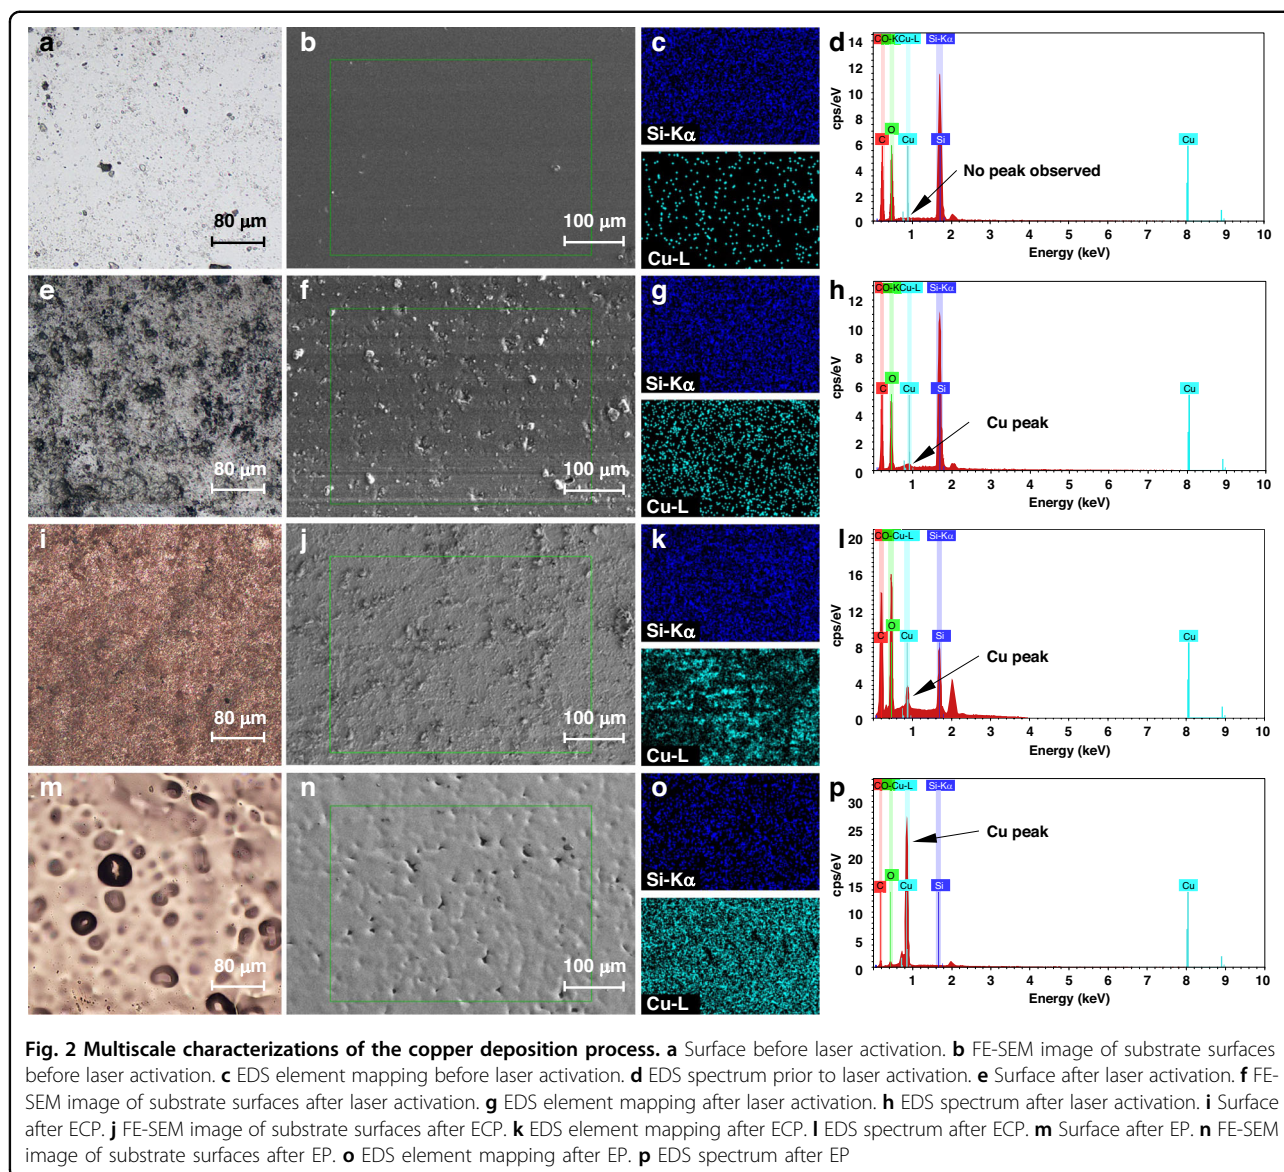 a
80 μm
b
100 μm
c
Si-Kα
Cu-L
d
cps/eV
14
12
10
8
6
4
2
0
C O-K Cu-L Si-Kα
C O Cu Si Cu
No peak observed
1 2 3 4 5 6 7 8 9 10
Energy (keV)
e
80 μm
f
100 μm
g
Si-Kα
Cu-L
h
cps/eV
12
10
8
6
4
2
0
C O-K Cu-L Si-Kα
C O Cu Si Cu
Cu peak
1 2 3 4 5 6 7 8 9 10
Energy (keV)
i
80 μm
j
100 μm
k
Si-Kα
Cu-L
l
cps/eV
20
16
12
8
4
0
C O- Cu-L Si-Kα
C O Cu Si Cu
Cu peak
1 2 3 4 5 6 7 8 9 10
Energy (keV)
m
80 μm
n
100 μm
o
Si-Kα
Cu-L
p
cps/eV
30
25
20
15
10
5
0
C O- Cu-L Si-Kα
C O Cu Si Cu
Cu peak
1 2 3 4 5 6 7 8 9 10
Energy (keV)
Fig. 2 Multiscale characterizations of the copper deposition process. a Surface before laser activation. b FE-SEM image of substrate surfaces
before laser activation. c EDS element mapping before laser activation. d EDS spectrum prior to laser activation. e Surface after laser activation. f FE-
SEM image of substrate surfaces after laser activation. g EDS element mapping after laser activation. h EDS spectrum after laser activation. i Surface
after ECP. j FE-SEM image of substrate surfaces after ECP. k EDS element mapping after ECP. l EDS spectrum after ECP. m Surface after EP. n FE-SEM
image of substrate surfaces after EP. o EDS element mapping after EP. p EDS spectrum after EP